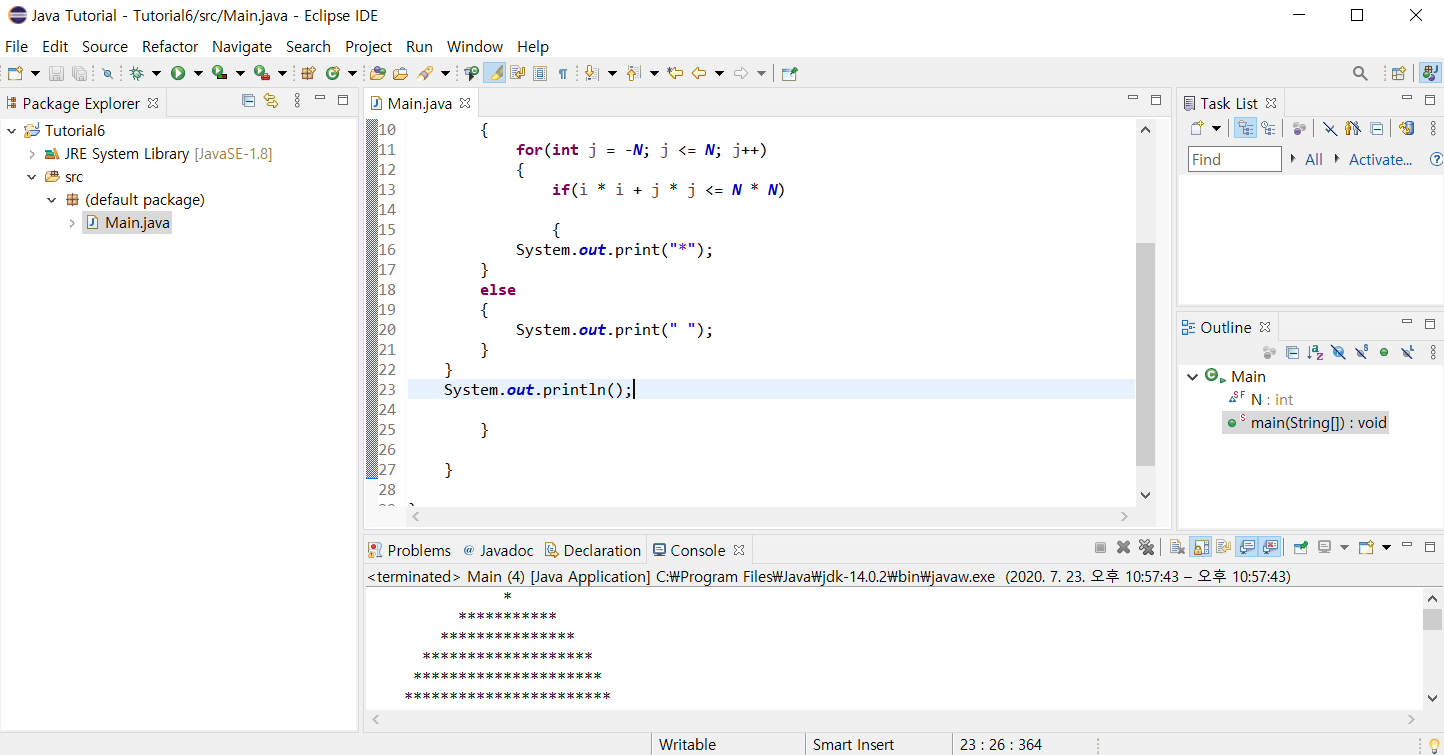 Java Tutorial - Tutorial6/src/Main.java - Eclipse IDE
File Edit Source Refactor Navigate Search Project Run Window Help
Package Explorer
Tutorial6
JRE System Library [JavaSE-1.8]
src
(default package)
Main.java
Main.java
10 {
11 for(int j = -N; j <= N; j++)
12 {
13 if(i * i + j * j <= N * N)
14
15 {
16 System.out.print("*");
17 }
18 else
19 {
20 System.out.print(" ");
21 }
22 }
23 System.out.println();
24
25 }
26
27 }
28
Task List
Find All Activate...
Outline
Main
N : int
main(String[]) : void
Problems @ Javadoc Declaration Console
<terminated> Main (4) [Java Application] C:₩Program Files₩Java₩jdk-14.0.2₩bin₩javaw.exe (2020. 7. 23. 오후 10:57:43 – 오후 10:57:43)
*
***********
***************
*******************
*********************
***********************
Writable Smart Insert 23 : 26 : 364